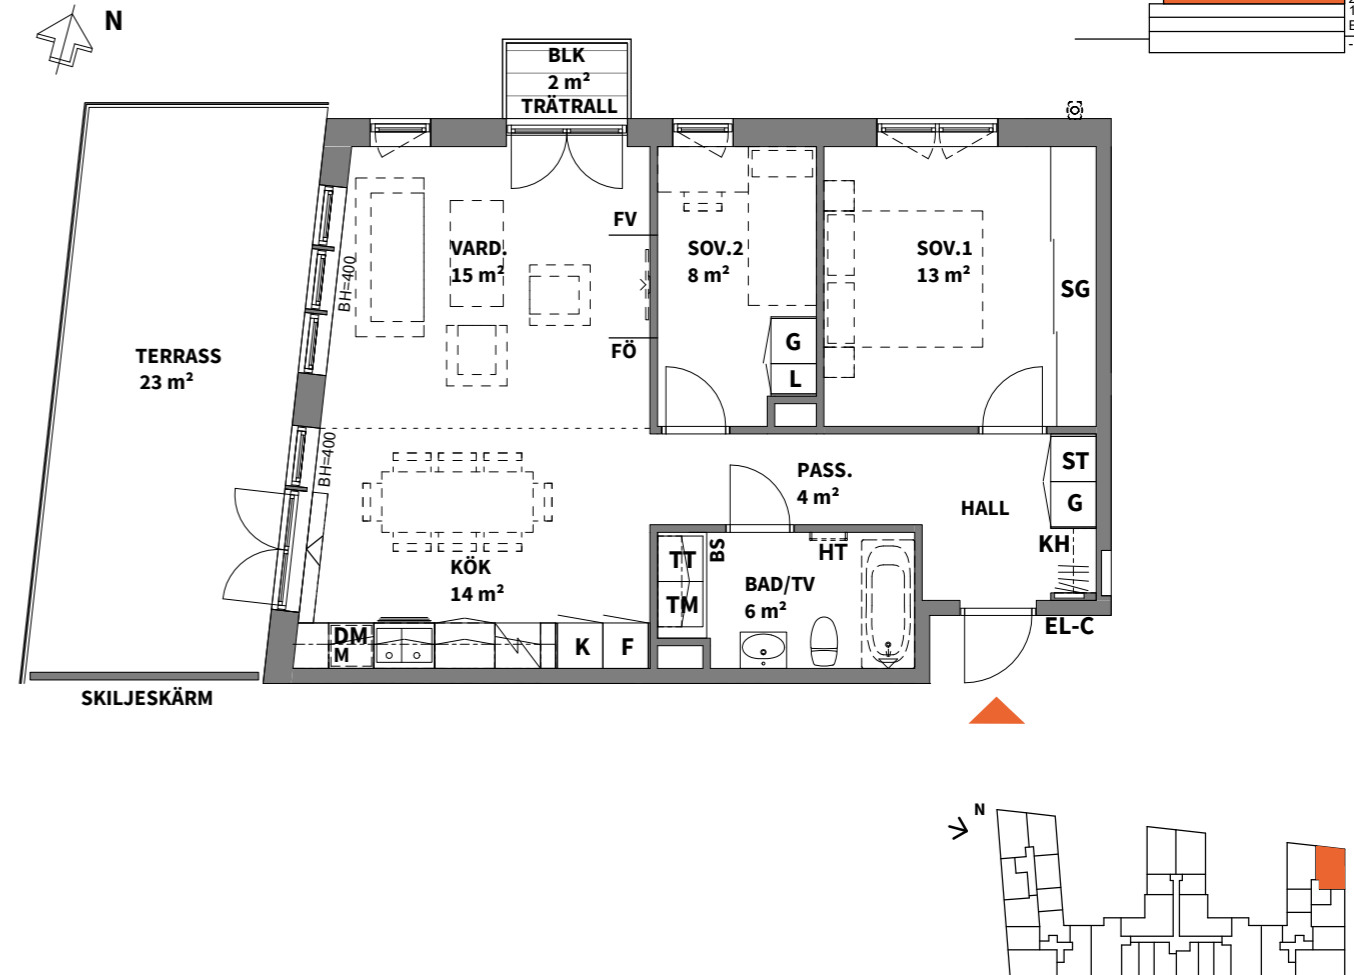 N
BLK
2 m²
TRÄTRALL
FV
VARD.
15 m²
SOV.2
8 m²
SOV.1
13 m²
SG
BH=400
TERRASS
23 m²
FÖ
G
L
BH=400
PASS.
4 m²
ST
G
HALL
KH
TT
TM
BS
HT
BAD/TV
6 m²
KÖK
14 m²
DM
M
K
F
EL-C
SKILJESKÄRM
N